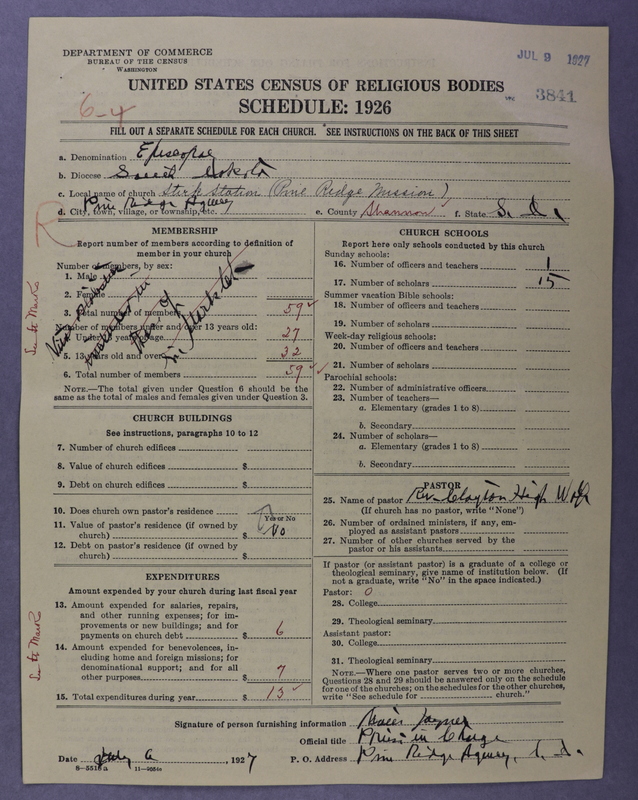 DEPARTMENT OF COMMERCE
BUREAU OF THE CENSUS
WASHINGTON
JUL 9 1927
UNITED STATES CENSUS OF RELIGIOUS BODIES
SCHEDULE: 1926
3841
6-4
FILL OUT A SEPARATE SCHEDULE FOR EACH CHURCH. SEE INSTRUCTIONS ON THE BACK OF THIS SHEET
a. Denomination Episcopal
b. Diocese South Dakota
c. Local name of church Station (Pine Ridge Mission)
d. City, town, village, or township, etc. Pine Ridge Agency e. County Shannon f. State S. D.
R
MEMBERSHIP
Report number of members according to definition of
member in your church
Number of members, by sex:
1. Male
2. Female
3. Total number of members 59
Number of members under and over 13 years old:
4. Under 13 years of age 27
5. 13 years old and over 32
6. Total number of members 59
NOTE.—The total given under Question 6 should be
same as the total of males and females given under Question 3.
CHURCH BUILDINGS
See instructions, paragraphs 10 to 12
7. Number of church edifices
8. Value of church edifices $
9. Debt on church edifices $
10. Does church own pastor's residence
Yes or No
11. Value of pastor's residence (if owned by
church) $ No
12. Debt on pastor's residence (if owned by
church) $
EXPENDITURES
Amount expended by your church during last fiscal year
13. Amount expended for salaries, repairs,
and other running expenses; for im-
provements or new buildings; and for
payments on church debt $ 6
14. Amount expended for benevolences, in-
cluding home and foreign missions; for
denominational support; and for all
other purposes $ 7
15. Total expenditures during year $ 13
CHURCH SCHOOLS
Report here only schools conducted by this church
Sunday schools:
16. Number of officers and teachers 1
17. Number of scholars 15
Summer vacation Bible schools:
18. Number of officers and teachers
19. Number of scholars
Week-day religious schools:
20. Number of officers and teachers
21. Number of scholars
Parochial schools:
22. Number of administrative officers
23. Number of teachers—
a. Elementary (grades 1 to 8)
b. Secondary
24. Number of scholars—
a. Elementary (grades 1 to 8)
b. Secondary
PASTOR
25. Name of pastor Rev. Clayton High Wolf
(If church has no pastor, write "None")
26. Number of ordained ministers, if any, em-
ployed as assistant pastors
27. Number of other churches served by the
pastor or his assistants
If pastor (or assistant pastor) is a graduate of a college or
theological seminary, give name of institution below. (If
not a graduate, write "No" in the space indicated.)
Pastor: 0
28. College
29. Theological seminary
Assistant pastor:
30. College
31. Theological seminary
NOTE.—Where one pastor serves two or more churches,
Questions 28 and 29 should be answered only on the schedule
for one of the churches; on the schedules for the other churches,
write "See schedule for church."
Signature of person furnishing information Joyner
Official title Priest in Charge
Date July, 1927 P. O. Address Pine Ridge Agency, S. D.